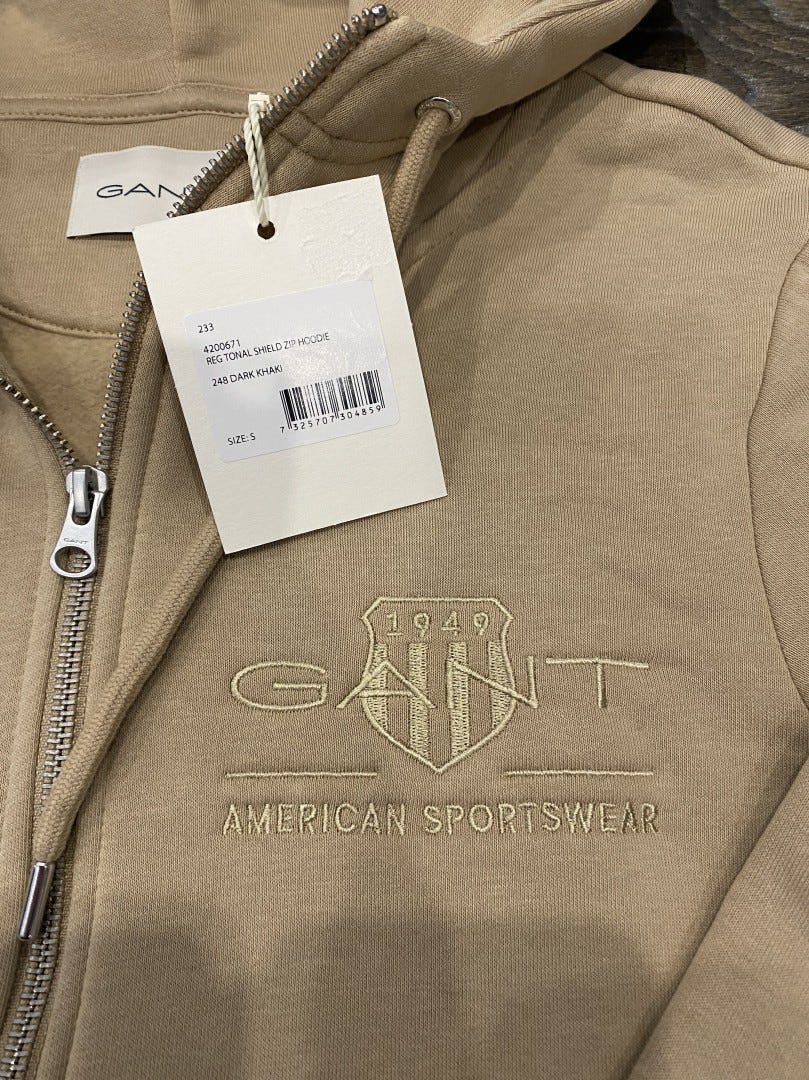 GANT
233
4200671
REG TONAL SHIELD ZIP HOODIE
248 DARK KHAKI
SIZE: S
7 325707 304859
GANT
1949
GANT
AMERICAN SPORTSWEAR